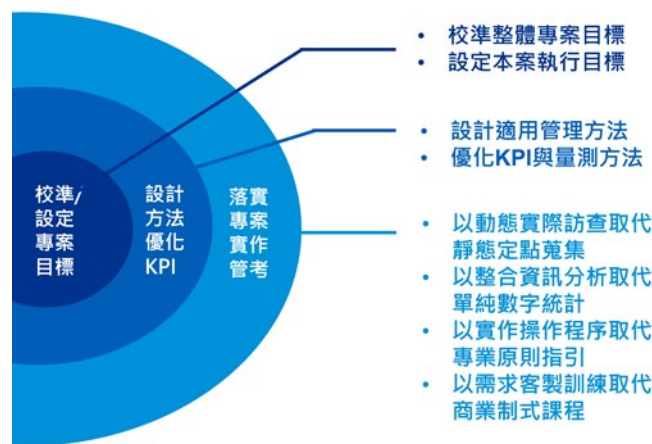 校準/
設定
專案
目標
設計
方法
優化
KPI
落實
專案
實作
管考
• 校準整體專案目標
• 設定本案執行目標
• 設計適用管理方法
• 優化KPI與量測方法
• 以動態實際訪查取代
靜態定點蒐集
• 以整合資訊分析取代
單純數字統計
• 以實作操作程序取代
專業原則指引
• 以需求客製訓練取代
商業制式課程